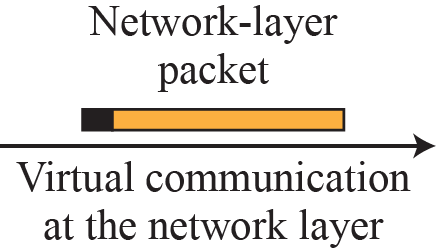 Network-layer
packet
Virtual communication
at the network layer